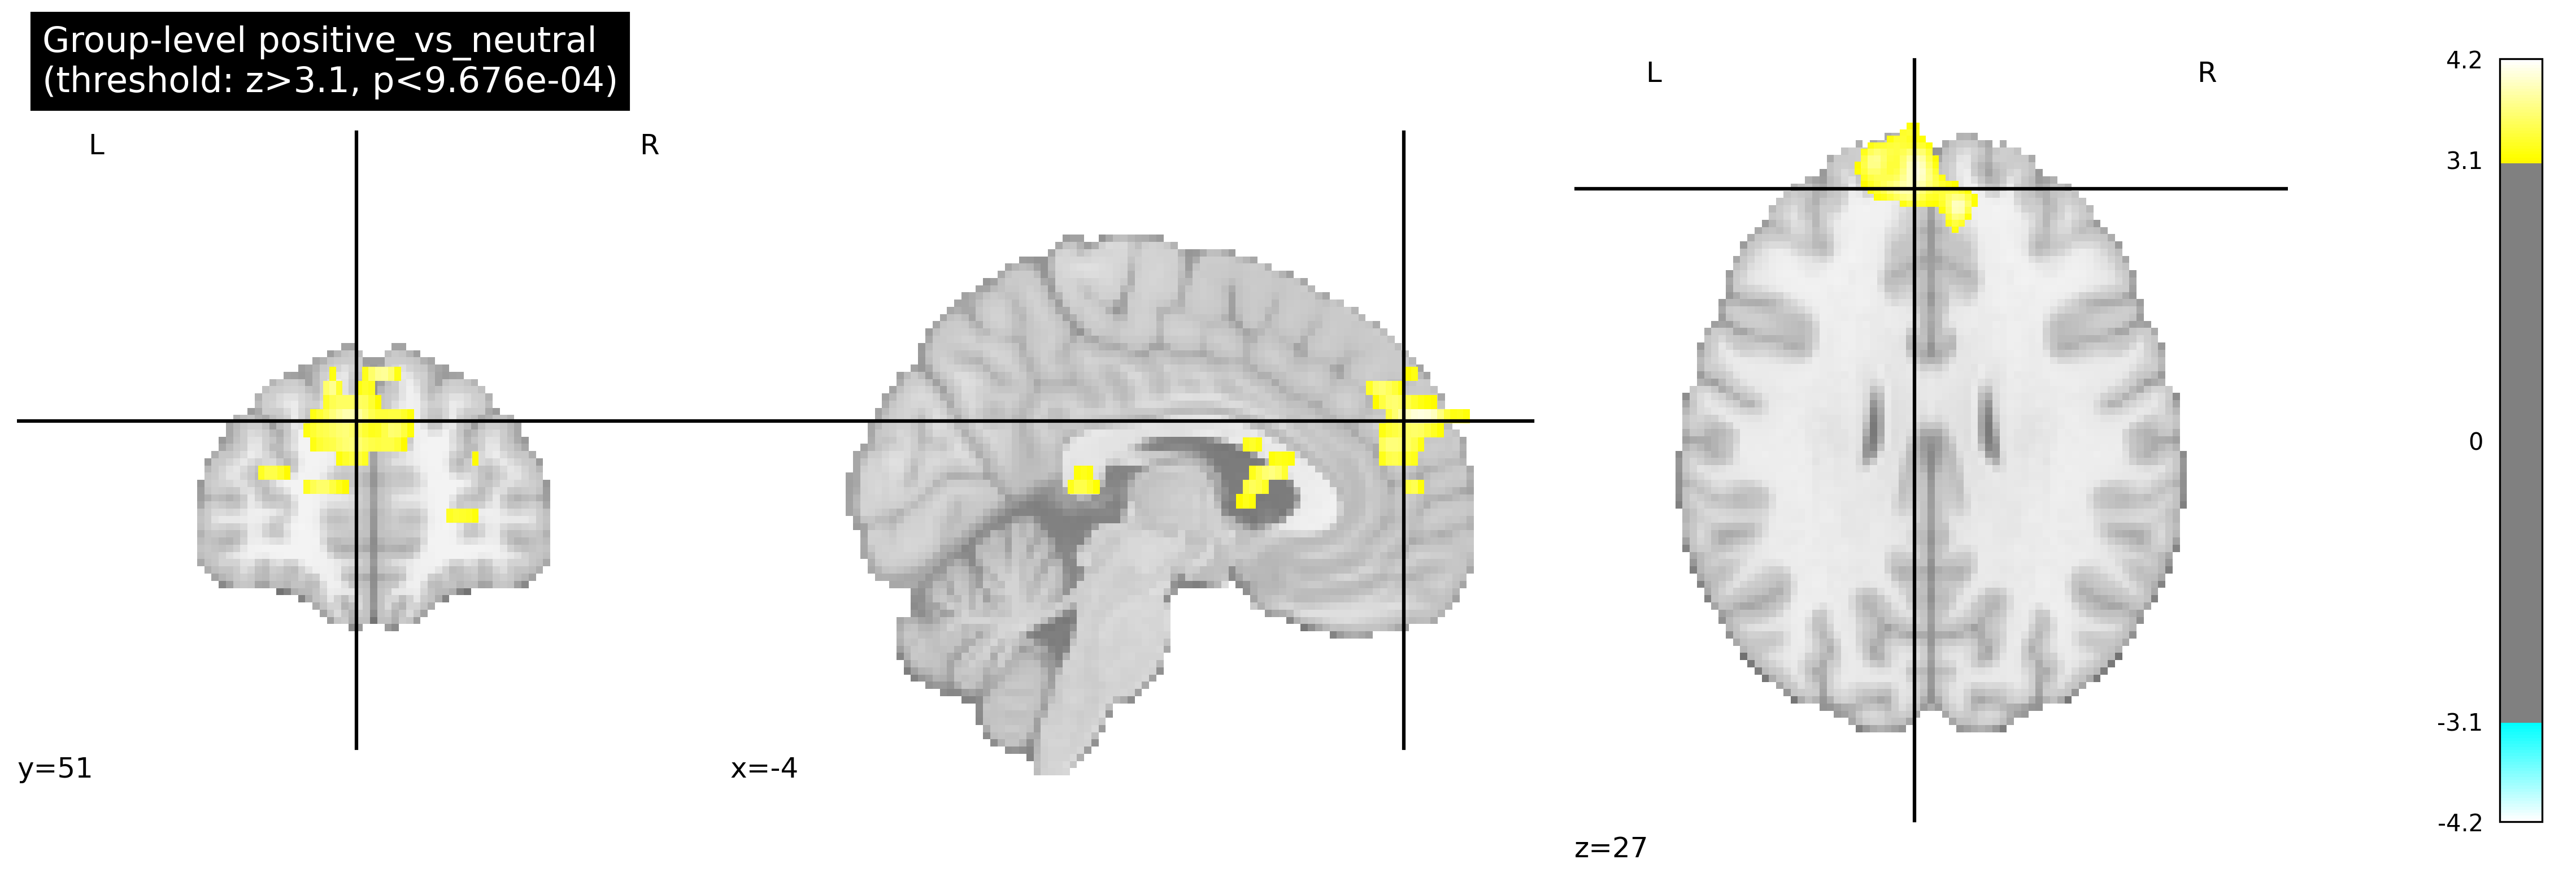 Group-level positive_vs_neutral
(threshold: z>3.1, p<9.676e-04)
L
R
y=51
x=-4
L
R
z=27
4.2
3.1
0
-3.1
-4.2